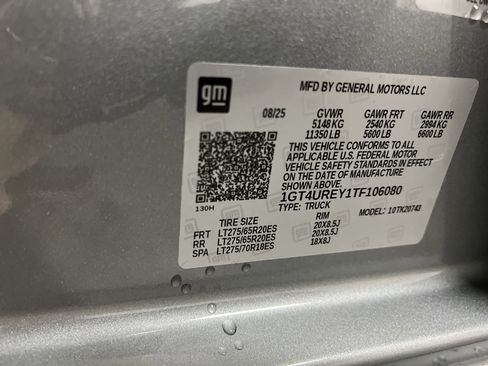 gm
MFD BY GENERAL MOTORS LLC
08/25 GVWR GAWR FRT GAWR RR
5148 KG 2540 KG 2994 KG
11350 LB 5600 LB 6600 LB
THIS VEHICLE CONFORMS TO ALL
APPLICABLE U.S. FEDERAL MOTOR
VEHICLE SAFETY STANDARDS IN EFFECT
ON THE DATE OF MANUFACTURE
SHOWN ABOVE.
1GT4UREY1TF106080
130H TYPE: TRUCK MODEL: 10TK20743
TIRE SIZE RIM
FRT LT275/65R20ES 20X8.5J
RR LT275/65R20ES 20X8.5J
SPA LT275/70R18ES 18X8J